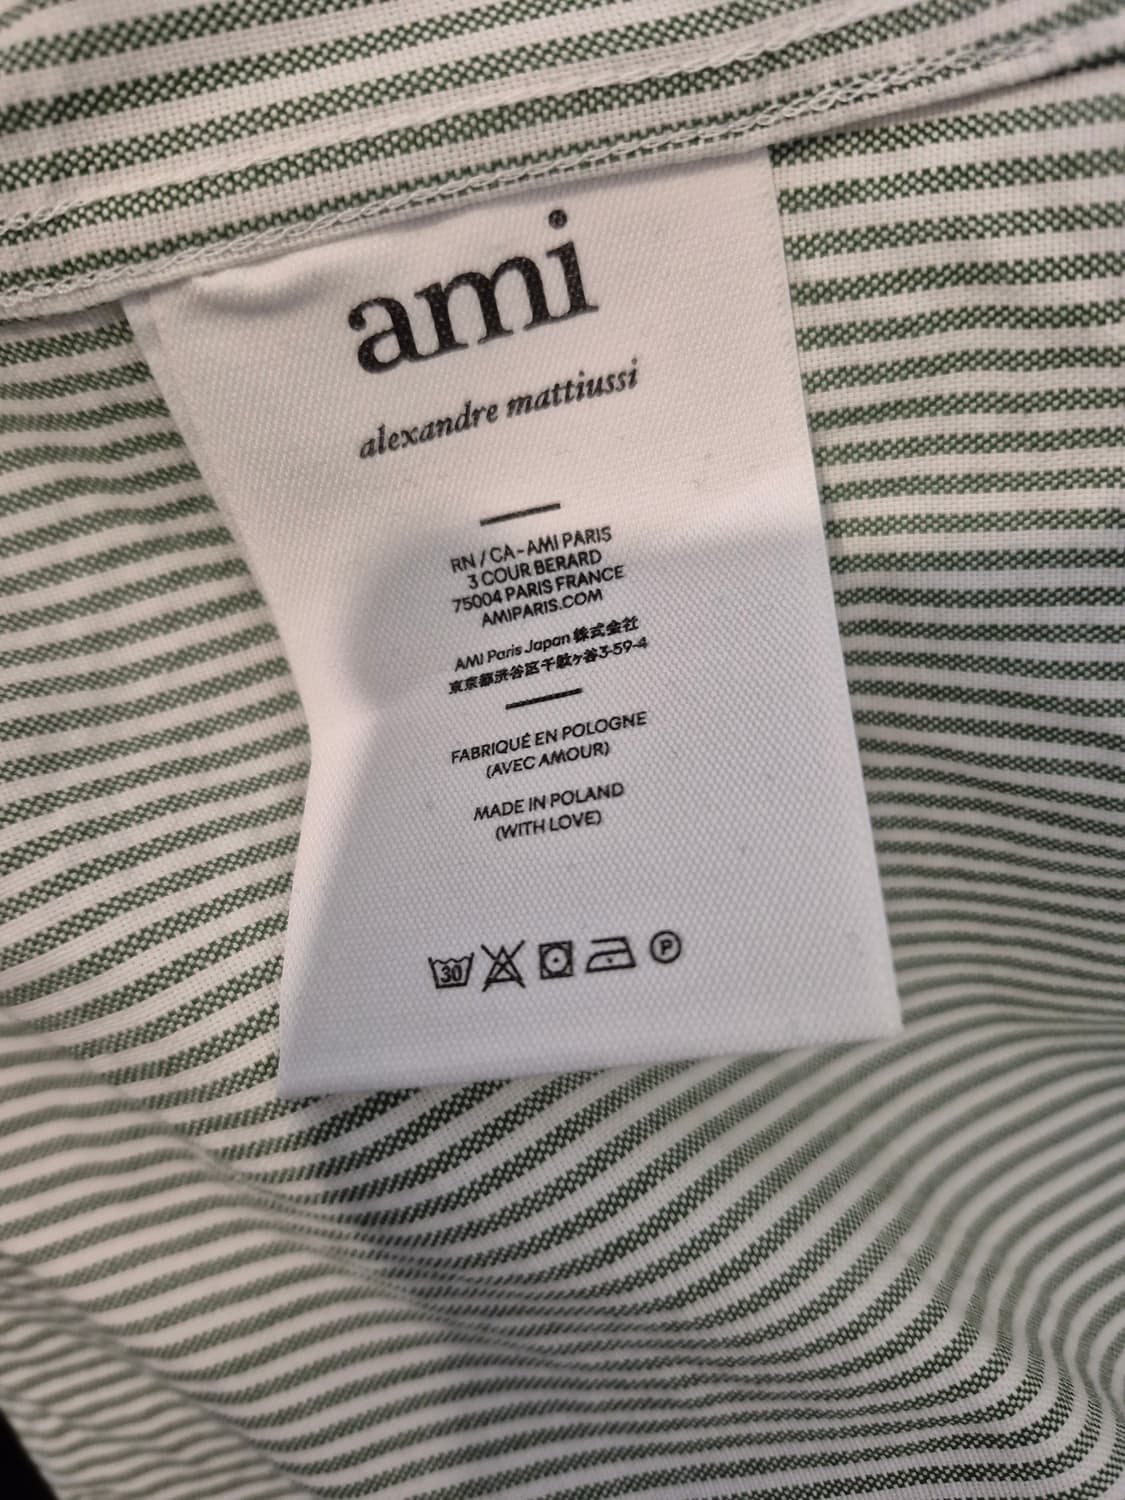 ami
alexandre mattiussi
RN / CA-AMI PARIS
3 COUR BERARD
75004 PARIS FRANCE
AMIPARIS.COM
AMI Paris Japan 株式会社
東京都渋谷区千駄ヶ谷3-59-4
FABRIQUÉ EN POLOGNE
(AVEC AMOUR)
MADE IN POLAND
(WITH LOVE)
30 P